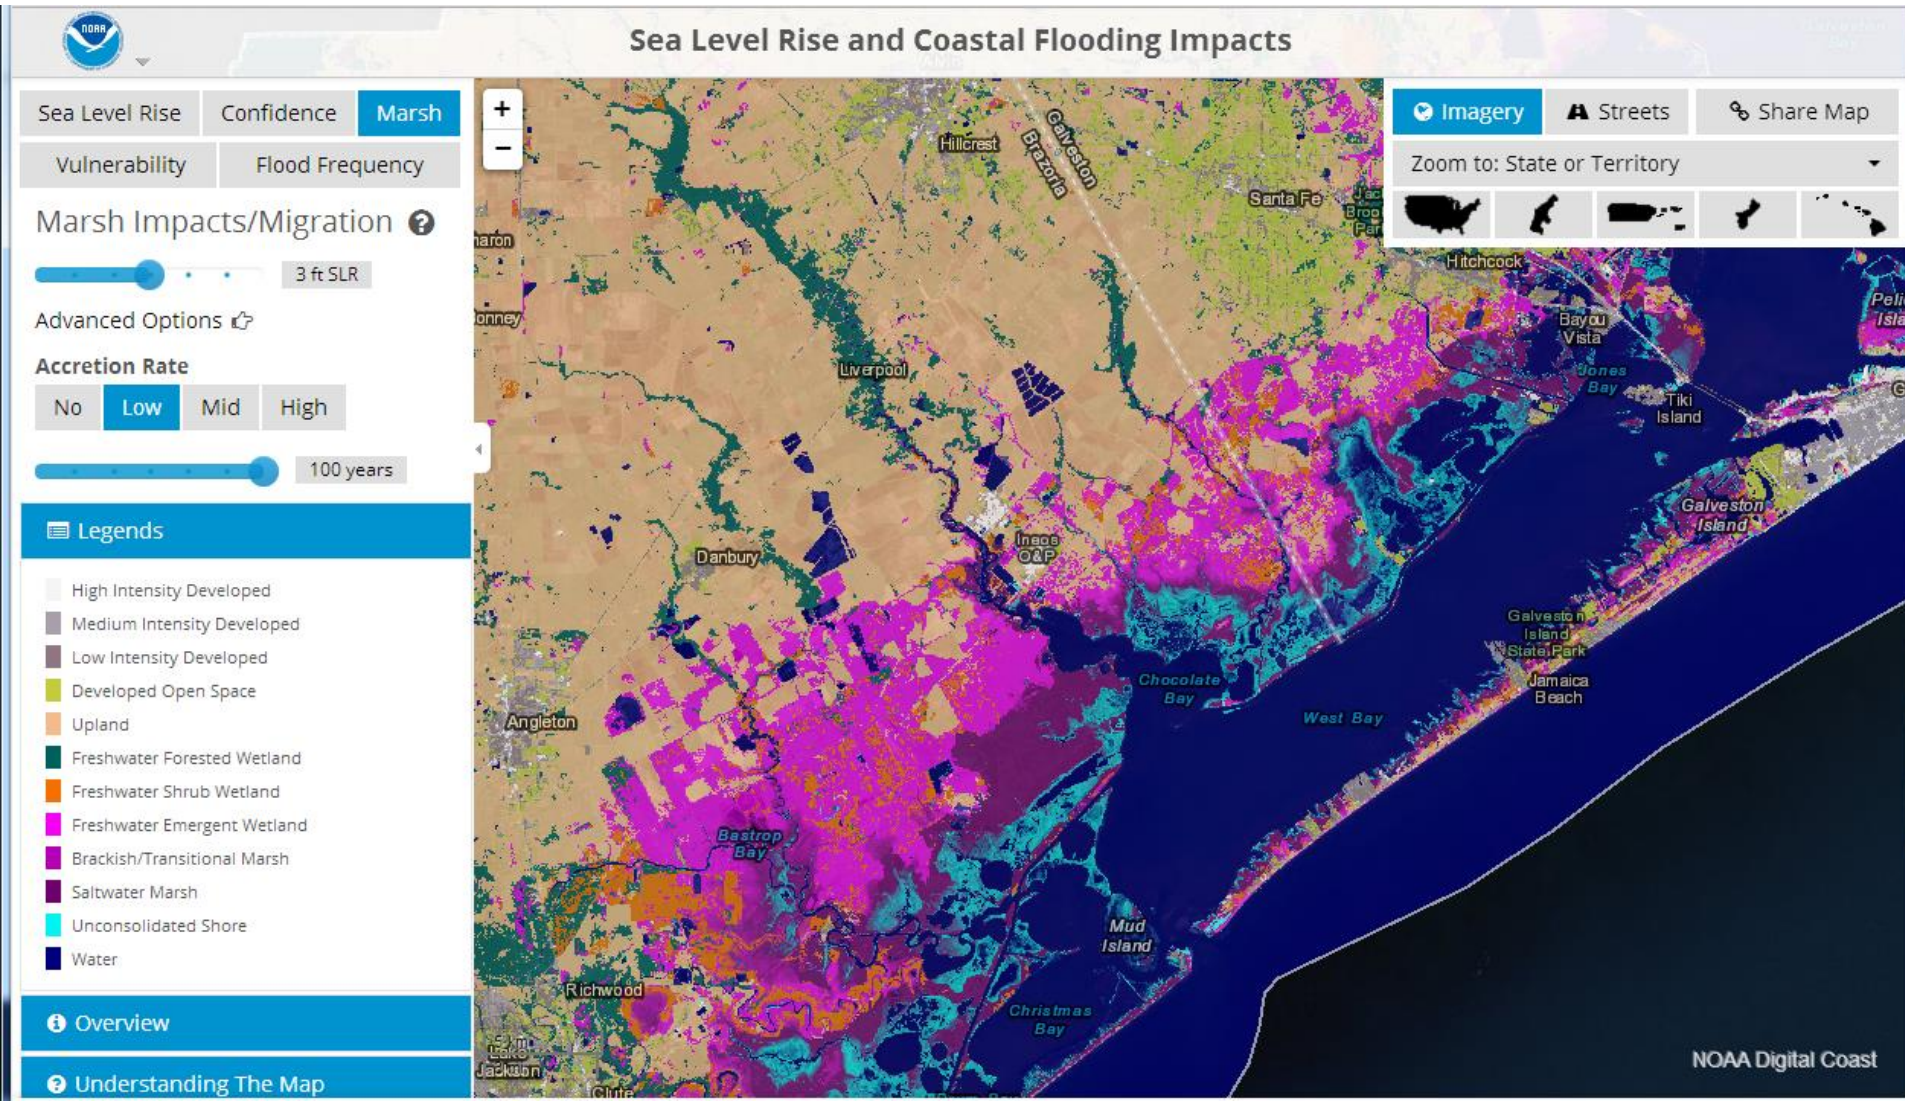 NOAA
Sea Level Rise and Coastal Flooding Impacts
Sea Level Rise
Confidence
Marsh
Vulnerability
Flood Frequency
Marsh Impacts/Migration
3 ft SLR
Advanced Options
Accretion Rate
No
Low
Mid
High
100 years
Legends
High Intensity Developed
Medium Intensity Developed
Low Intensity Developed
Developed Open Space
Upland
Freshwater Forested Wetland
Freshwater Shrub Wetland
Freshwater Emergent Wetland
Brackish/Transitional Marsh
Saltwater Marsh
Unconsolidated Shore
Water
Overview
Understanding The Map
+
−
Imagery
Streets
Share Map
Zoom to: State or Territory
Hillcrest
Galveston
Brazoria
Santa Fe
Hitchcock
Bayou
Vista
Jones
Bay
Tiki
Island
Liverpool
Galveston
Island
Ineos
O&P
Danbury
Galveston
Island
State Park
Jamaica
Beach
Chocolate
Bay
West Bay
Angleton
Bastrop
Bay
Mud
Island
Richwood
Christmas
Bay
Lake
Jackson
Clute
NOAA Digital Coast